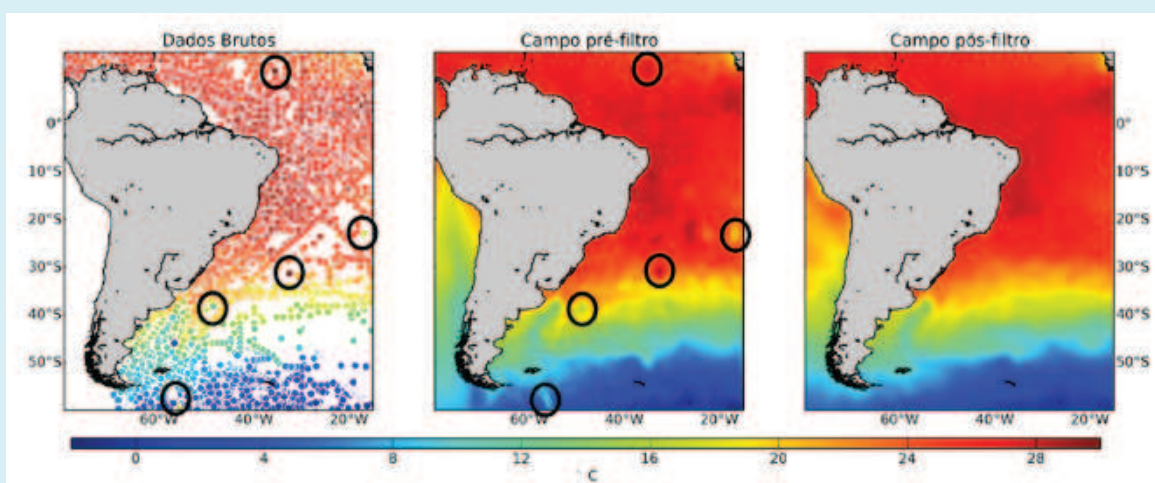 Dados Brutos
Campo pré-filtro
Campo pós-filtro
0°
10°S
20°S
30°S
40°S
50°S
0°
10°S
20°S
30°S
40°S
50°S
60°W 40°W 20°W
60°W 40°W 20°W
60°W 40°W 20°W
0 4 8 12 16 20 24 28
C